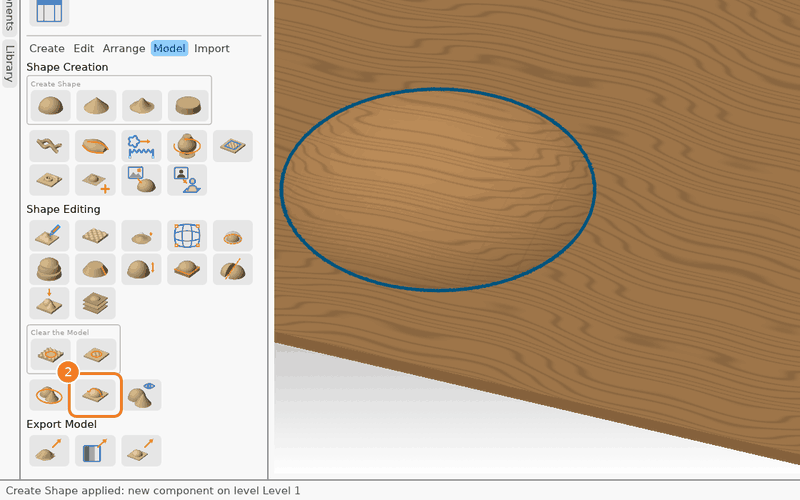 nents
Library
Create Edit Arrange Model Import
Shape Creation
Create Shape
Shape Editing
Clear the Model
2
Export Model
Create Shape applied: new component on level Level 1